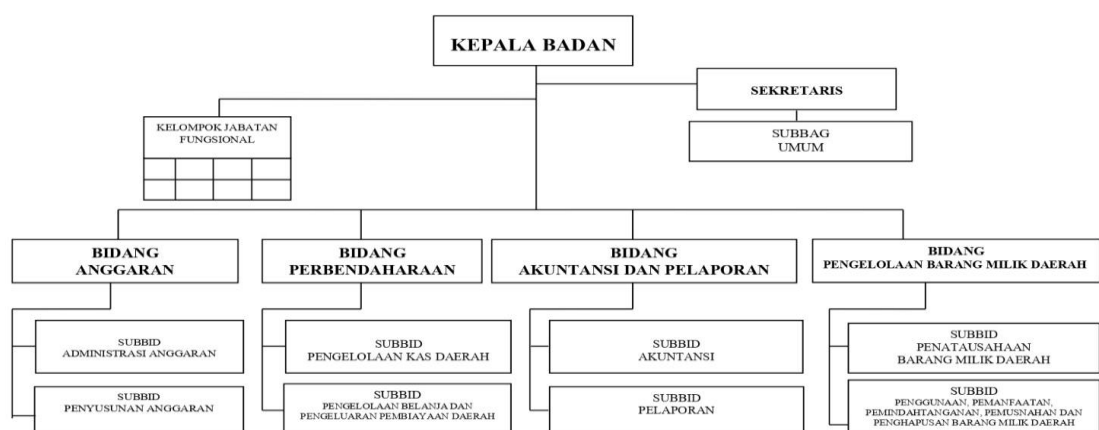 KEPALA BADAN
SEKRETARIS
SUBBAG
UMUM
KELOMPOK JABATAN
FUNGSIONAL
BIDANG
ANGGARAN
BIDANG
PERBENDAHARAAN
BIDANG
AKUNTANSI DAN PELAPORAN
BIDANG
PENGELOLAAN BARANG MILIK DAERAH
SUBBID
ADMINISTRASI ANGGARAN
SUBBID
PENGELOLAAN KAS DAERAH
SUBBID
AKUNTANSI
SUBBID
PENATAUSAHAAN
BARANG MILIK DAERAH
SUBBID
PENYUSUNAN ANGGARAN
SUBBID
PENGELOLAAN BELANJA DAN
PENGELUARAN PEMBIAYAAN DAERAH
SUBBID
PELAPORAN
SUBBID
PENGGUNAAN, PEMANFAATAN,
PEMINDAHTANGANAN, PEMUSNAHAN DAN
PENGHAPUSAN BARANG MILIK DAERAH